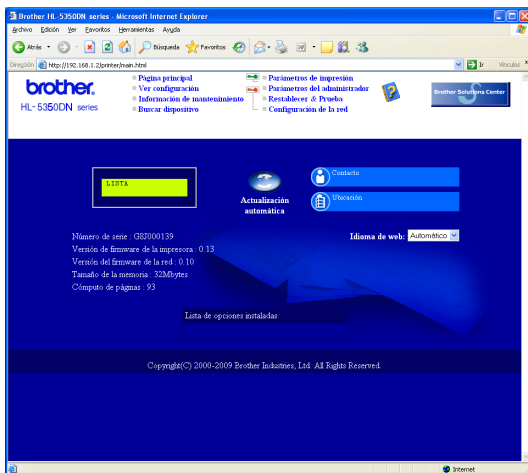 Brother HL-5350DN series - Microsoft Internet Explorer
Archivo Edición Ver Favoritos Herramientas Ayuda
Atrás Búsqueda Favoritos
Dirección http://192.168.1.2/printer/main.html Ir Vínculos
brother
HL-5350DN series
Página principal
Ver configuración
Información de mantenimiento
Buscar dispositivo
Parámetros de impresión
Parámetros del administrador
Restablecer & Prueba
Configuración de la red
Brother Solutions Center
LISTA
Actualización
automática
Contacto
Ubicación
Número de serie : G8J000139
Versión de firmware de la impresora : 0.13
Versión del firmware de la red : 0.10
Tamaño de la memoria : 32Mbytes
Cómputo de páginas : 93
Idioma de web: Automático
Lista de opciones instaladas
Copyright(C) 2000-2009 Brother Industries, Ltd. All Rights Reserved.
Internet